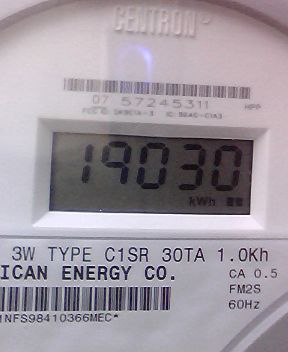 CENTRON
07 57245311 HPP
19030
kWh
3W TYPE C1SR 30TA 1.0Kh
ICAN ENERGY CO. CA 0.5
FM2S
60Hz
1NFS98410366MEC*